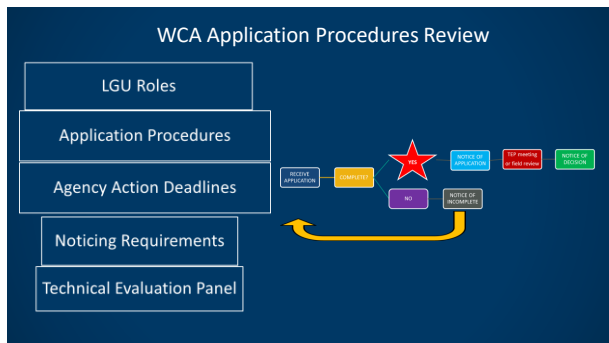 WCA Application Procedures Review
LGU Roles
Application Procedures
Agency Action Deadlines
Noticing Requirements
Technical Evaluation Panel
RECEIVE
APPLICATION
COMPLETE?
YES
NOTICE OF
APPLICATION
TEP meeting
or field review
NOTICE OF
DECISION
NO
NOTICE OF
INCOMPLETE